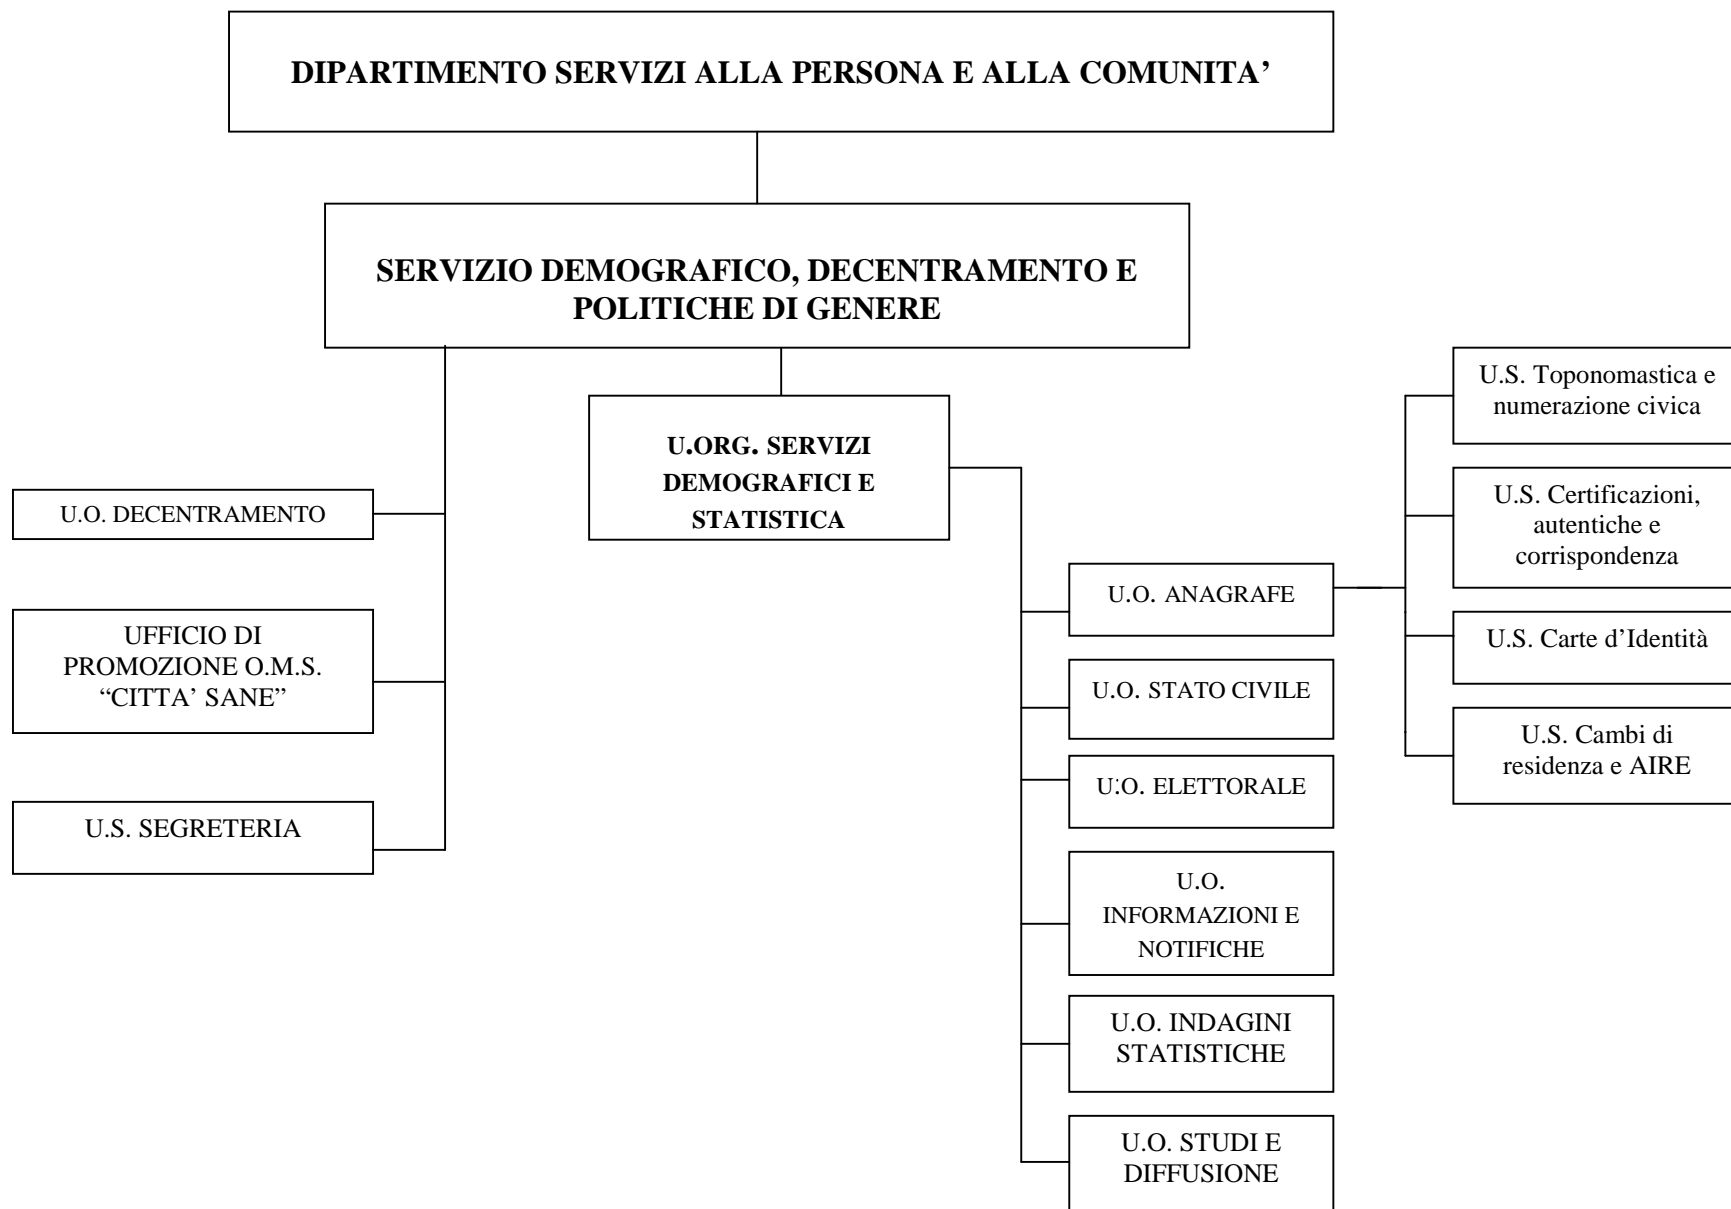 DIPARTIMENTO SERVIZI ALLA PERSONA E ALLA COMUNITA’
SERVIZIO DEMOGRAFICO, DECENTRAMENTO E
POLITICHE DI GENERE
U.ORG. SERVIZI
DEMOGRAFICI E
STATISTICA
U.O. DECENTRAMENTO
UFFICIO DI
PROMOZIONE O.M.S.
“CITTA’ SANE”
U.S. SEGRETERIA
U.O. ANAGRAFE
U.O. STATO CIVILE
U.O. ELETTORALE
U.O.
INFORMAZIONI E
NOTIFICHE
U.O. INDAGINI
STATISTICHE
U.O. STUDI E
DIFFUSIONE
U.S. Toponomastica e
numerazione civica
U.S. Certificazioni,
autentiche e
corrispondenza
U.S. Carte d’Identità
U.S. Cambi di
residenza e AIRE